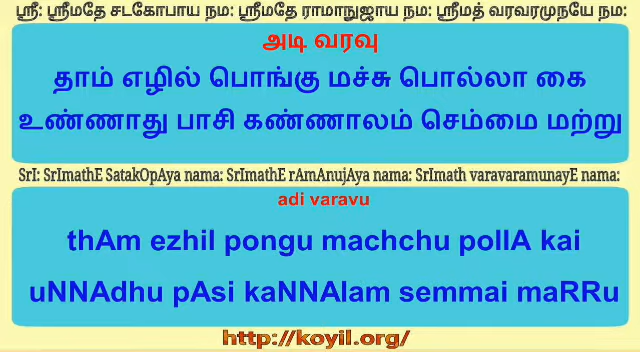 ஸ்ரீ: ஸ்ரீமதே சடகோபாய நம: ஸ்ரீமதே ராமாநுஜாய நம: ஸ்ரீமத் வரவரமுநயே நம:
அடி வரவு
தாம் எழில் பொங்கு மச்சு பொல்லா கை
உண்ணாது பாசி கண்ணாலம் செம்மை மற்று
SrI: SrImathE SatakOpAya nama: SrImathE rAmAnujAya nama: SrImath varavaramunayE nama:
adi varavu
thAm ezhil pongu machchu pollA kai
uNNAdhu pAsi kaNNAlam semmai maRRu
http://koyil.org/